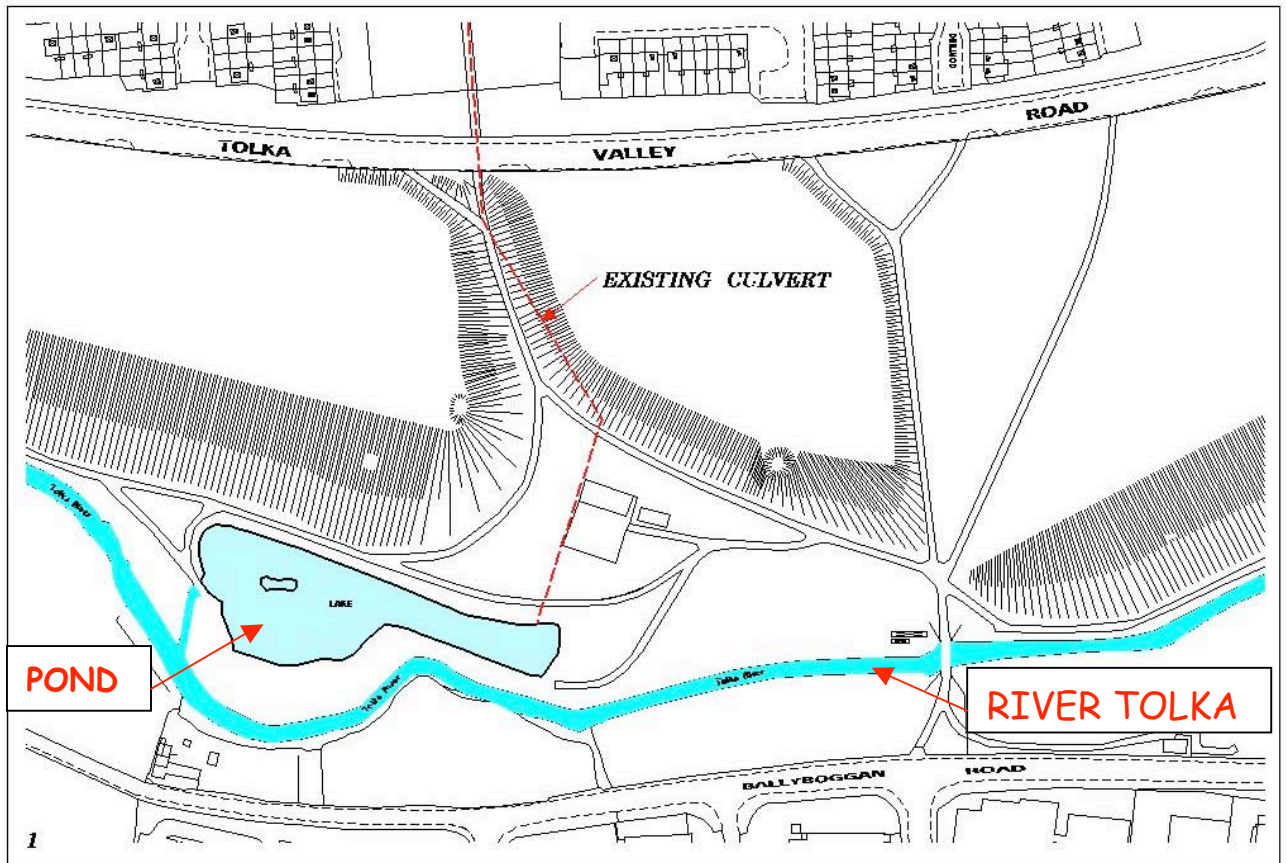 TOLKA
VALLEY
ROAD
EXISTING CULVERT
Tolka River
LAKE
POND
Tolka River
Tolka River
RIVER TOLKA
BALLYBOGGAN
ROAD
1